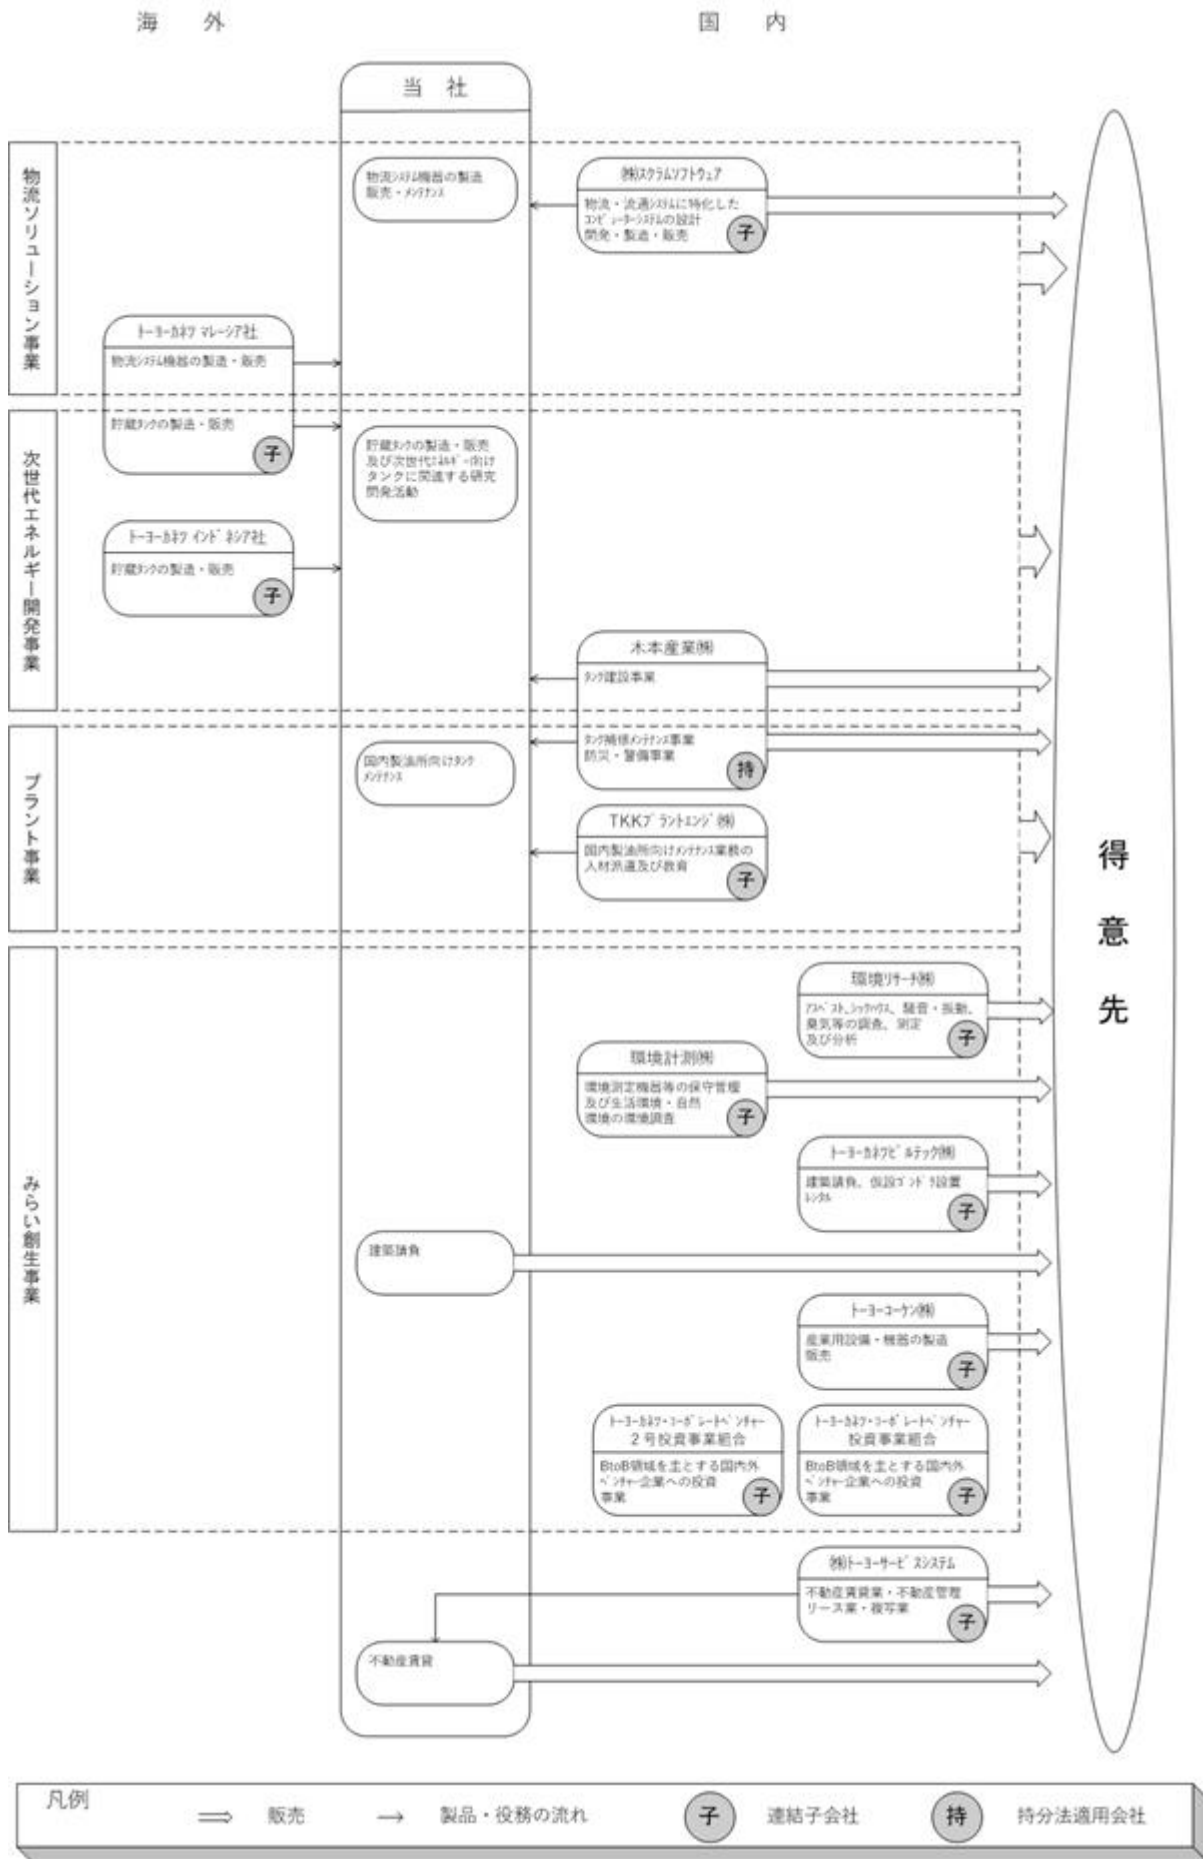 海 外
国 内
当 社
物流ソリューション事業
物流ｼｽﾃﾑ機器の製造
販売・ﾒﾝﾃﾅﾝｽ
㈱ｽｸﾗﾑｿﾌﾄｳｪｱ
物流・流通ｼｽﾃﾑに特化した
ｺﾝﾋﾟｭｰﾀｰｼｽﾃﾑの設計
開発・製造・販売
子
ﾄｰﾖｰｶﾈﾂ ﾏﾚｰｼｱ社
物流ｼｽﾃﾑ機器の製造・販売
貯蔵ﾀﾝｸの製造・販売
子
次世代エネルギー開発事業
貯蔵ﾀﾝｸの製造・販売
及び次世代ｴﾈﾙｷﾞｰ向け
タンクに関連する研究
開発活動
ﾄｰﾖｰｶﾈﾂ ｲﾝﾄﾞﾈｼｱ社
貯蔵ﾀﾝｸの製造・販売
子
木本産業㈱
ﾀﾝｸ建設事業
ﾀﾝｸ補修ﾒﾝﾃﾅﾝｽ事業
防災・警備事業
持
プラント事業
国内製油所向けﾀﾝｸ
ﾒﾝﾃﾅﾝｽ
TKKﾌﾟﾗﾝﾄｴﾝｼﾞ㈱
国内製油所向けﾒﾝﾃﾅﾝｽ業務の
人材派遣及び教育
子
得意先
みらい創生事業
環境ﾘｻｰﾁ㈱
ｱｽﾍﾞｽﾄ､ｼｯｸﾊｳｽ、騒音・振動、
臭気等の調査、測定
及び分析
子
環境計測㈱
環境測定機器等の保守管理
及び生活環境・自然
環境の環境調査
子
ﾄｰﾖｰｶﾈﾂﾋﾞﾙﾃｯｸ㈱
建築請負、仮設ｺﾞﾝﾄﾞﾗ設置
ﾚﾝﾀﾙ
子
建築請負
ﾄｰﾖｰｺｰｹﾝ㈱
産業用設備・機器の製造
販売
子
ﾄｰﾖｰｶﾈﾂ・ｺｰﾎﾟﾚｰﾄﾍﾞﾝﾁｬｰ
２号投資事業組合
BtoB領域を主とする国内外
ﾍﾞﾝﾁｬｰ企業への投資
事業
子
ﾄｰﾖｰｶﾈﾂ・ｺｰﾎﾟﾚｰﾄﾍﾞﾝﾁｬｰ
投資事業組合
BtoB領域を主とする国内外
ﾍﾞﾝﾁｬｰ企業への投資
事業
子
㈱ﾄｰﾖｰｻｰﾋﾞｽｼｽﾃﾑ
不動産賃貸業・不動産管理
リース業・複写業
子
不動産賃貸
凡例
⇒ 販売 → 製品・役務の流れ 子 連結子会社 持 持分法適用会社